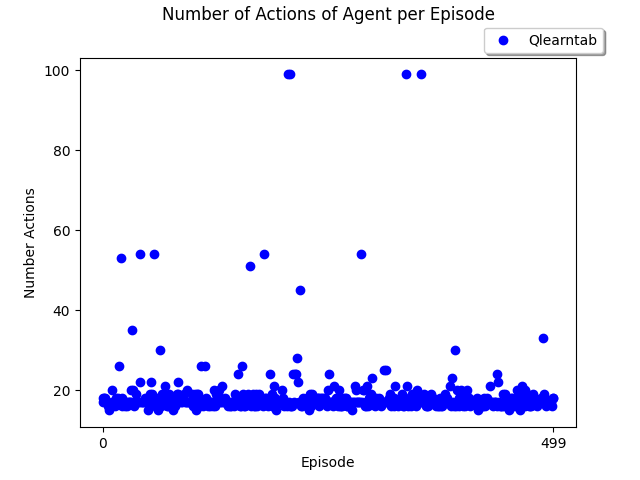 Number of Actions of Agent per Episode
Qlearntab
100
80
60
40
20
Number Actions
0
499
Episode